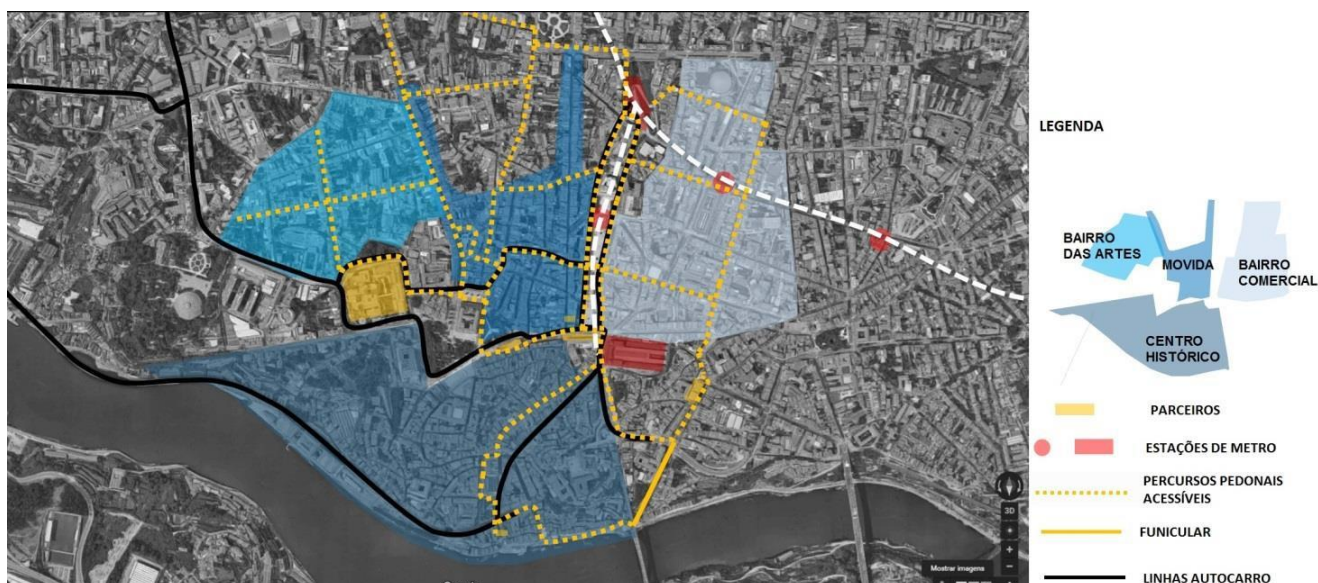 LEGENDA
BAIRRO
DAS ARTES
MOVIDA
BAIRRO
COMERCIAL
CENTRO
HISTÓRICO
PARCEIROS
ESTAÇÕES DE METRO
PERCURSOS PEDONAIS
ACESSÍVEIS
FUNICULAR
LINHAS AUTOCARRO
3D
+
−
Mostrar imagens